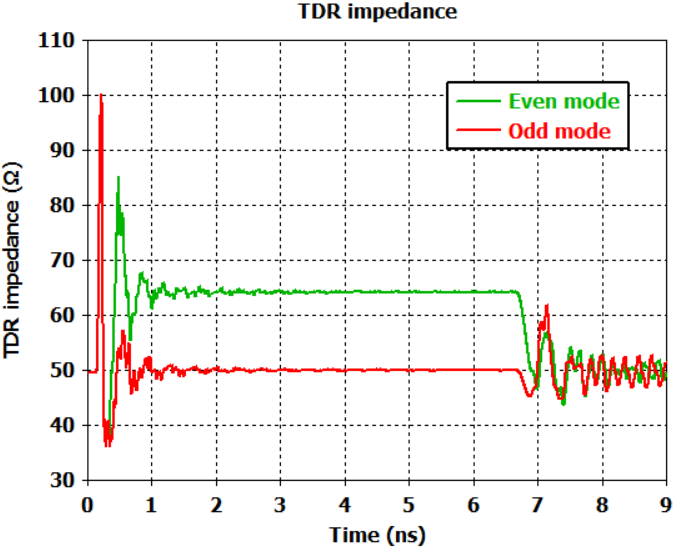 TDR impedance
110
100
90
80
70
60
50
40
30
TDR impedance (Ω)
Even mode
Odd mode
0 1 2 3 4 5 6 7 8 9
Time (ns)